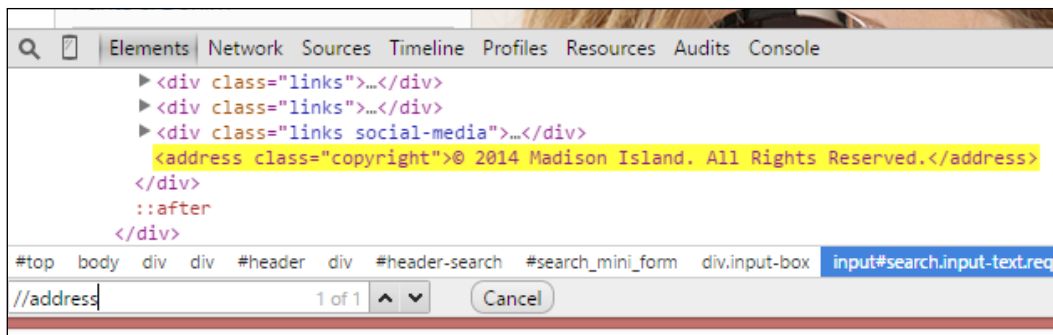 Elements Network Sources Timeline Profiles Resources Audits Console
▶ <div class="links">…</div>
▶ <div class="links">…</div>
▶ <div class="links social-media">…</div>
<address class="copyright">© 2014 Madison Island. All Rights Reserved.</address>
</div>
::after
</div>
#top body div div #header div #header-search #search_mini_form div.input-box input#search.input-text.req
//address 1 of 1 Cancel